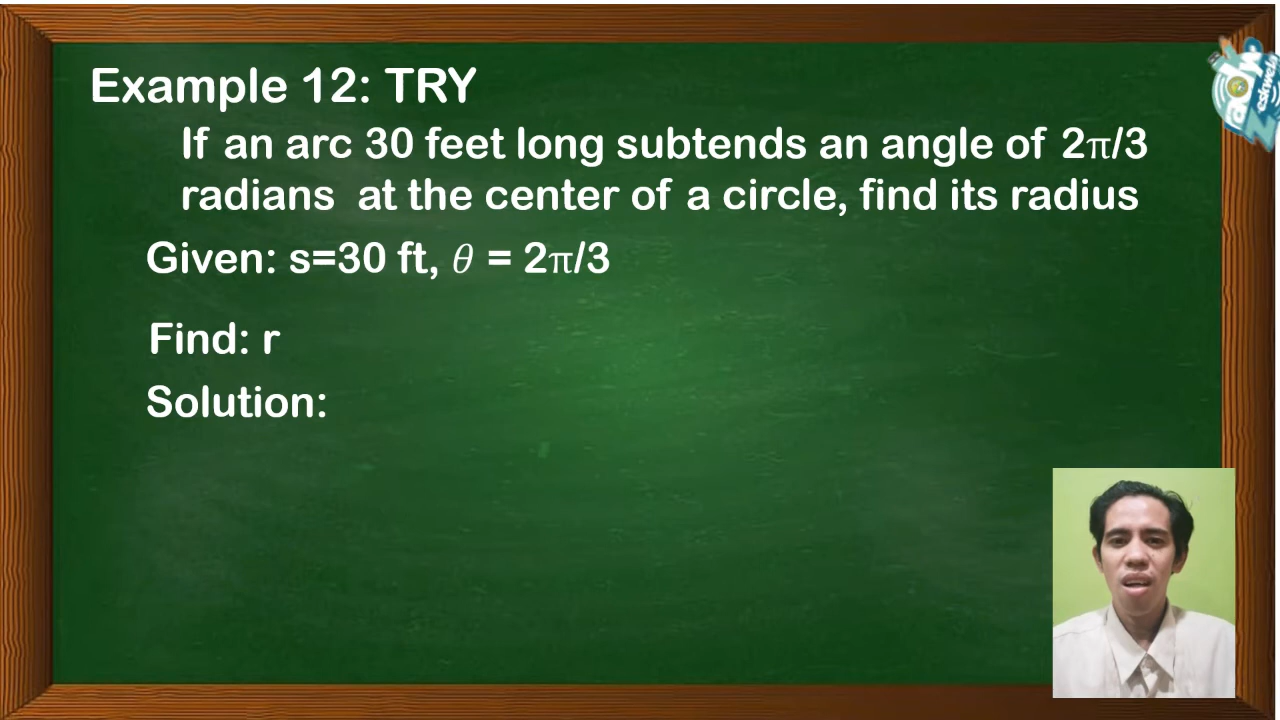 Example 12: TRY
If an arc 30 feet long subtends an angle of 2π/3
radians at the center of a circle, find its radius
Given: s=30 ft, θ = 2π/3
Find: r
Solution: